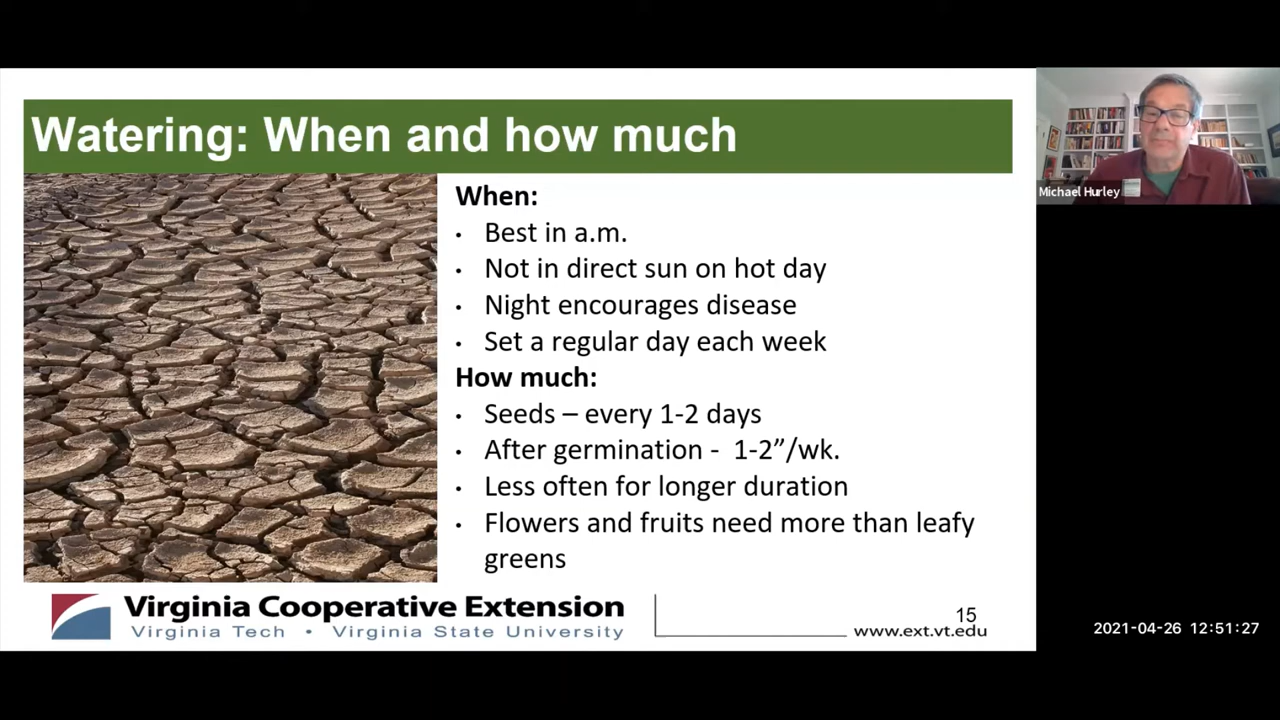 Watering: When and how much
When:
• Best in a.m.
• Not in direct sun on hot day
• Night encourages disease
• Set a regular day each week
How much:
• Seeds – every 1-2 days
• After germination - 1-2”/wk.
• Less often for longer duration
• Flowers and fruits need more than leafy
greens
Virginia Cooperative Extension
Virginia Tech • Virginia State University
15
www.ext.vt.edu
Michael Hurley
2021-04-26 12:51:27